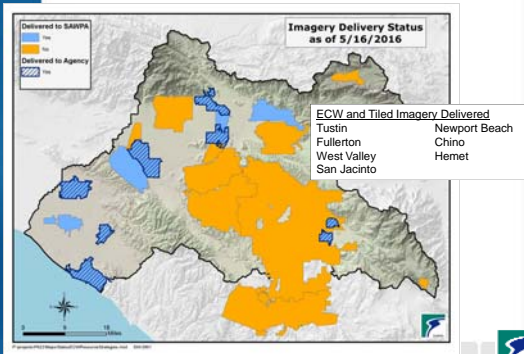 Delivered to SAWPA
Yes
No
Delivered to Agency
Yes
Imagery Delivery Status
as of 5/16/2016
ECW and Tiled Imagery Delivered
Tustin Newport Beach
Fullerton Chino
West Valley Hemet
San Jacinto
Miles